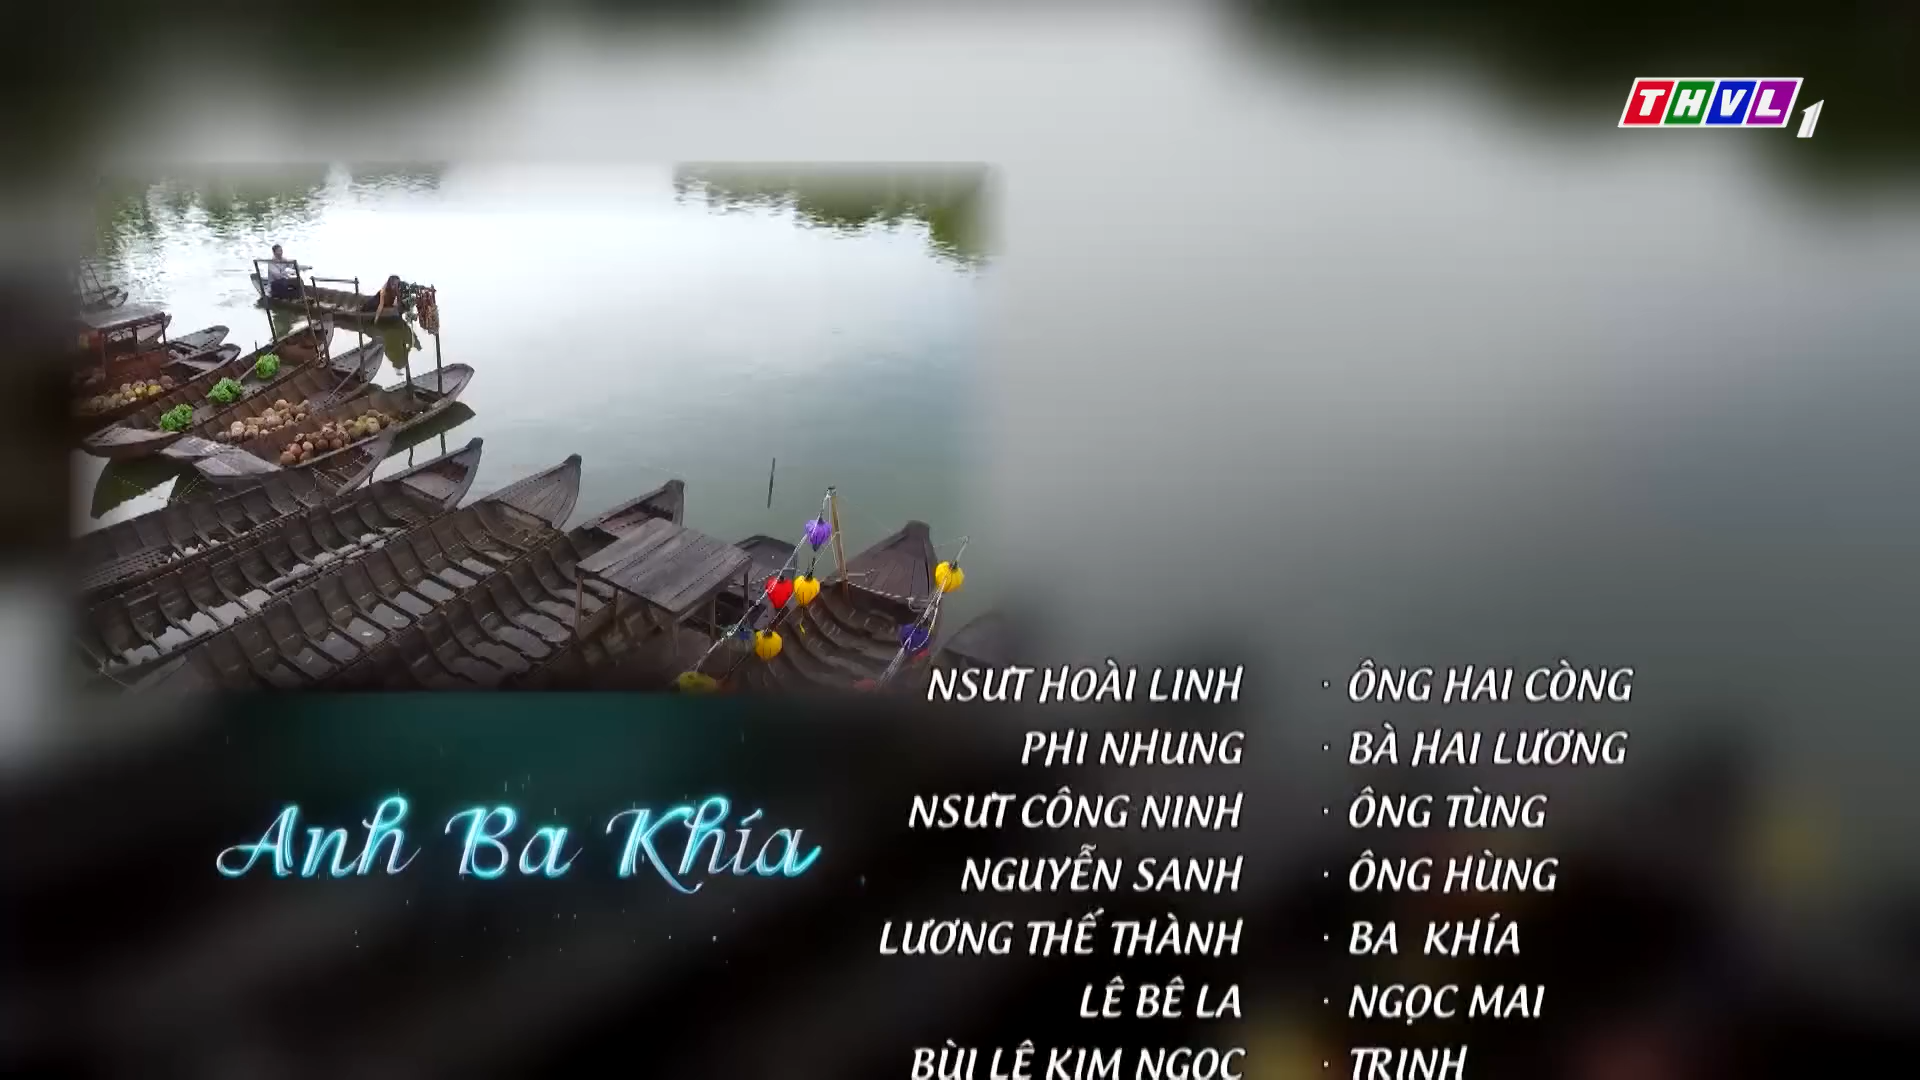 THVL 1
NSƯT HOÀI LINH · ÔNG HAI CÒNG
PHI NHUNG · BÀ HAI LƯƠNG
NSƯT CÔNG NINH · ÔNG TÙNG
NGUYỄN SANH · ÔNG HÙNG
Anh Ba Khía
LƯƠNG THẾ THÀNH · BA KHÍA
LÊ BÊ LA · NGỌC MAI
BÙI LÊ KIM NGỌC · TRINH